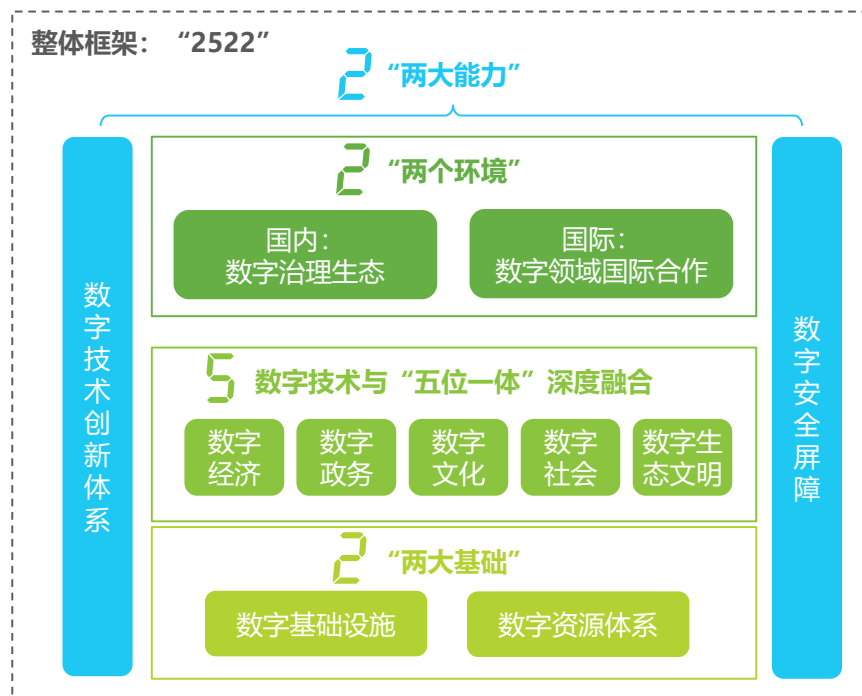 整体框架：“2522”
2 “两大能力”
2 “两个环境”
国内：
数字治理生态
国际：
数字领域国际合作
5 数字技术与“五位一体”深度融合
数字
经济
数字
政务
数字
文化
数字
社会
数字生
态文明
2 “两大基础”
数字基础设施
数字资源体系
数字技术创新体系
数字安全屏障